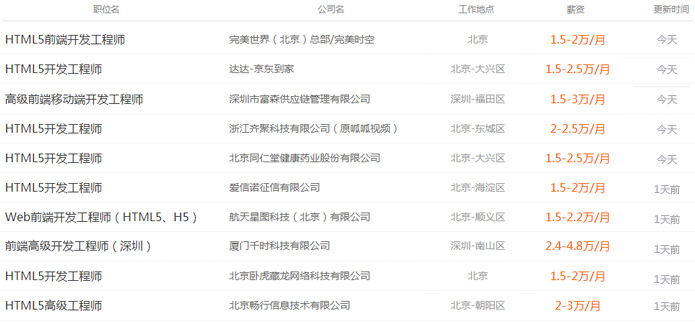 职位名 公司名 工作地点 薪资 更新时间
HTML5前端开发工程师 完美世界（北京）总部/完美时空 北京 1.5-2万/月 今天
HTML5开发工程师 达达-京东到家 北京-大兴区 1.5-2.5万/月 今天
高级前端移动端开发工程师 深圳市富森供应链管理有限公司 深圳-福田区 1.5-3万/月 今天
HTML5开发工程师 浙江齐聚科技有限公司（原呱呱视频） 北京-东城区 2-2.5万/月 今天
HTML5开发工程师 北京同仁堂健康药业股份有限公司 北京-大兴区 1.5-2.5万/月 今天
HTML5开发工程师 爱信诺征信有限公司 北京-海淀区 1.5-2万/月 1天前
Web前端开发工程师（HTML5、H5） 航天星图科技（北京）有限公司 北京-顺义区 1.5-2.2万/月 1天前
前端高级开发工程师（深圳） 厦门千时科技有限公司 深圳-南山区 2.4-4.8万/月 1天前
HTML5开发工程师 北京卧虎藏龙网络科技有限公司 北京 1.5-2万/月 1天前
HTML5高级工程师 北京畅行信息技术有限公司 北京-朝阳区 2-3万/月 1天前